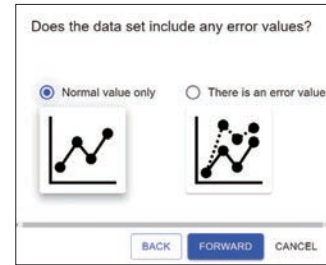 Does the data set include any error values?
Normal value only
There is an error value
BACK
FORWARD
CANCEL